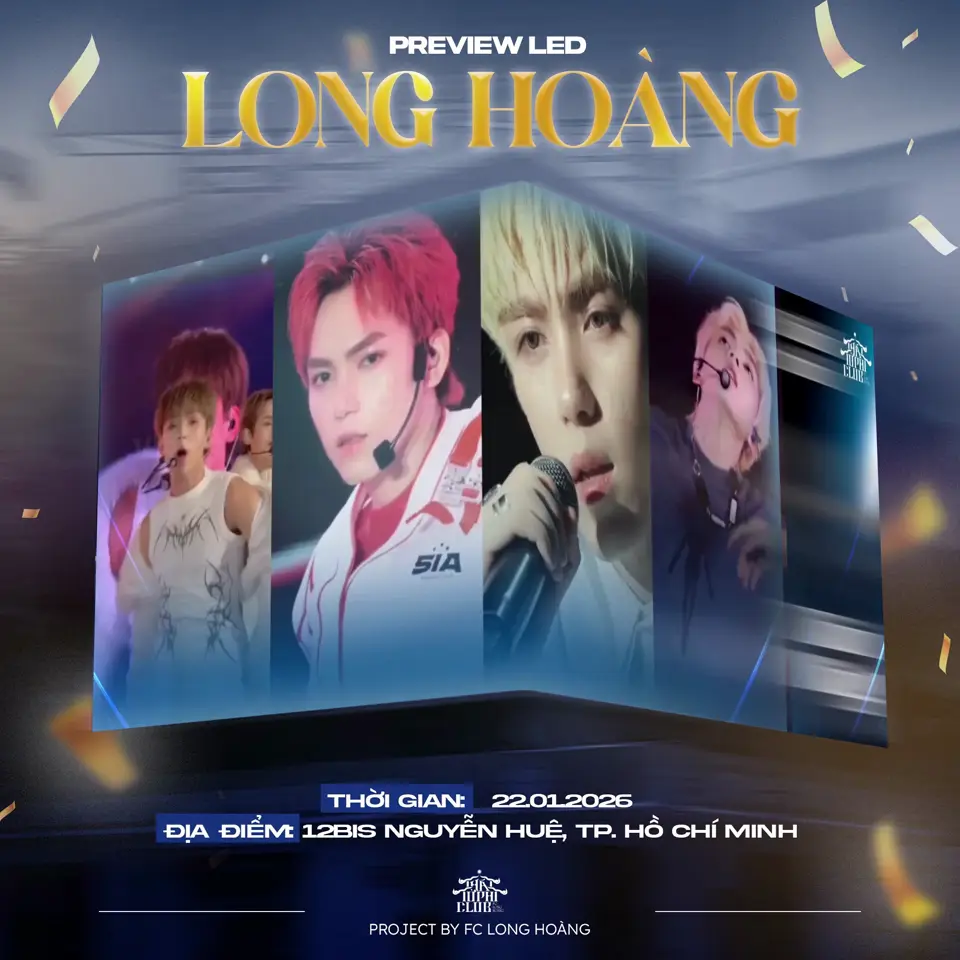 PREVIEW LED
LONG HOÀNG
SIA
THỜI GIAN: 22.01.2026
ĐỊA ĐIỂM: 12BIS NGUYỄN HUỆ, TP. HỒ CHÍ MINH
CLUB
PROJECT BY FC LONG HOÀNG